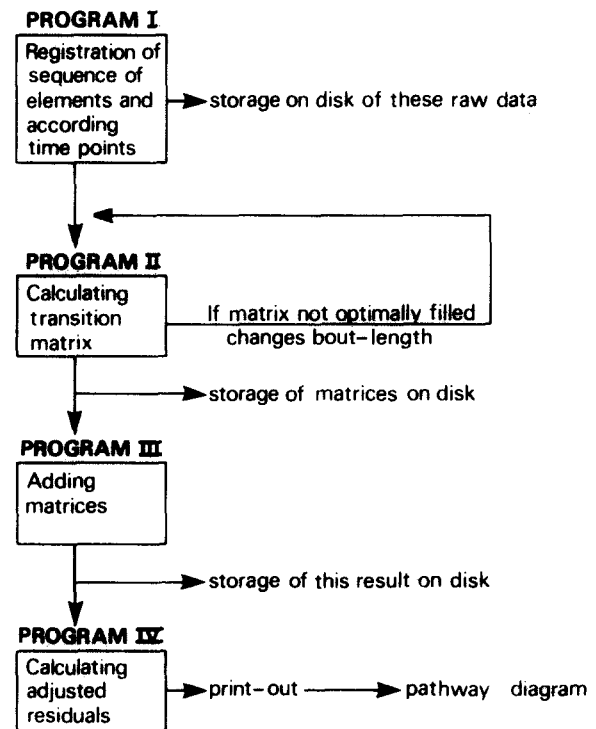 PROGRAM I
Registration of
sequence of
elements and
according
time points
storage on disk of these raw data
PROGRAM II
Calculating
transition
matrix
If matrix not optimally filled
changes bout-length
storage of matrices on disk
PROGRAM III
Adding
matrices
storage of this result on disk
PROGRAM IV
Calculating
adjusted
residuals
print-out
pathway diagram